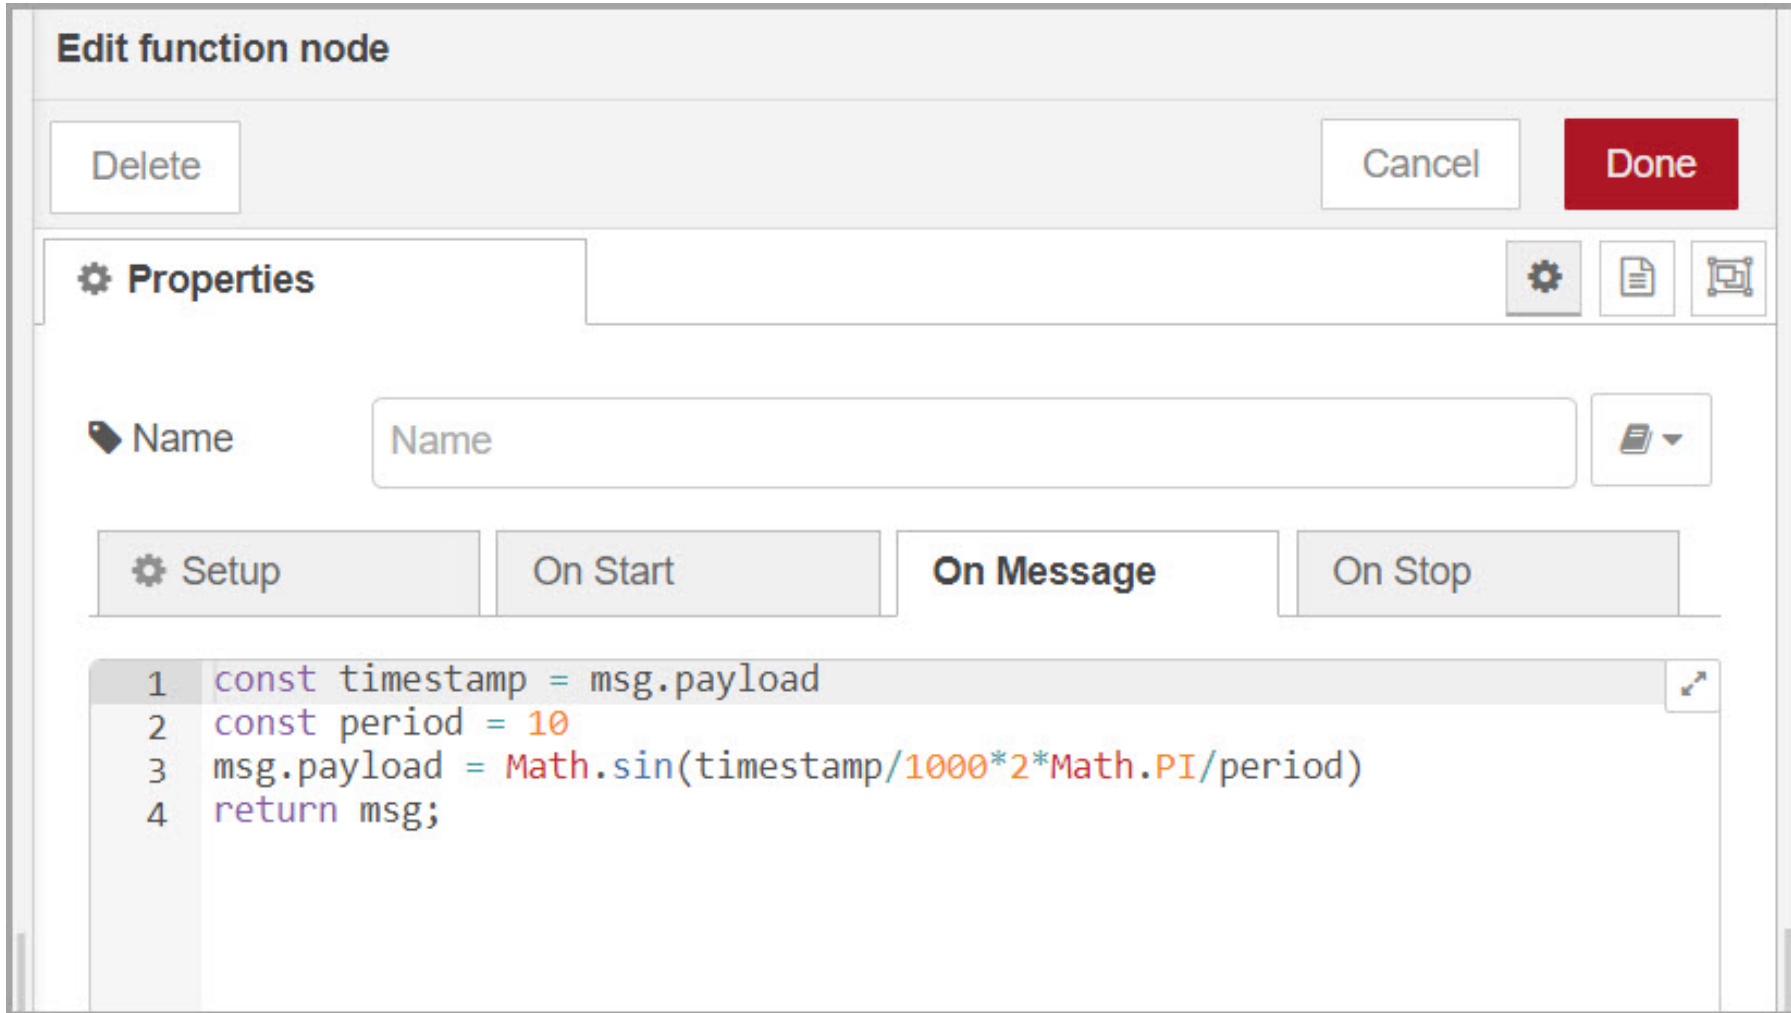 Edit function node
Delete
Cancel
Done
Properties
Name
Name
Setup
On Start
On Message
On Stop
1 const timestamp = msg.payload
2 const period = 10
3 msg.payload = Math.sin(timestamp/1000*2*Math.PI/period)
4 return msg;